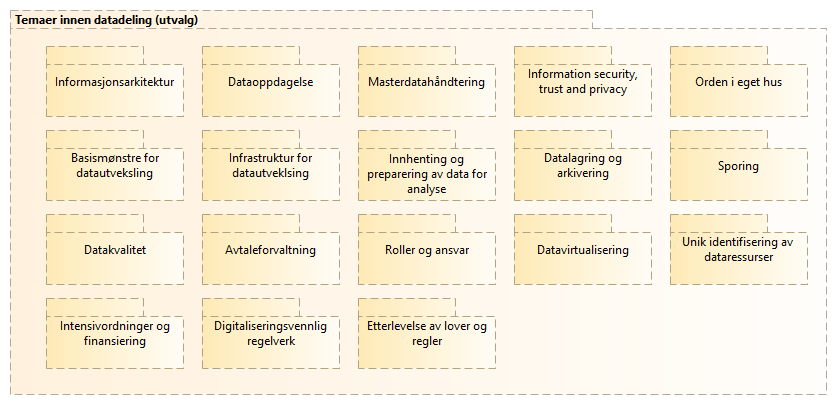 Temaer innen datadeling (utvalg)
Informasjonsarkitektur
Dataoppdagelse
Masterdatahåndtering
Information security,
trust and privacy
Orden i eget hus
Basismønstre for
datautveksling
Infrastruktur for
datautveklsing
Innhenting og
preparering av data for
analyse
Datalagring og
arkivering
Sporing
Datakvalitet
Avtaleforvaltning
Roller og ansvar
Datavirtualisering
Unik identifisering av
dataressurser
Intensivordninger og
finansiering
Digitaliseringsvennlig
regelverk
Etterlevelse av lover og
regler